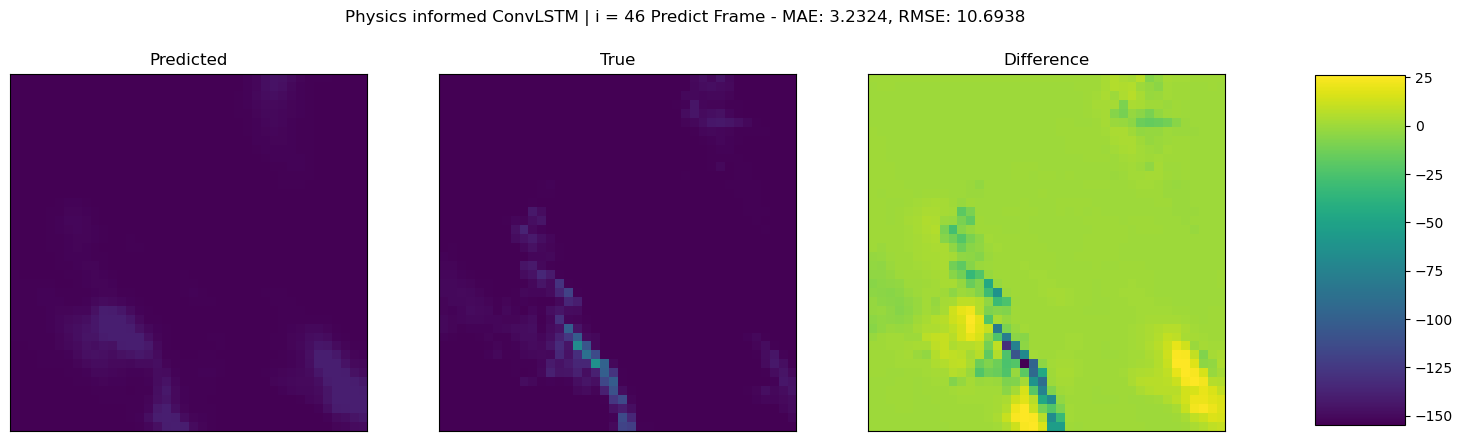 Physics informed ConvLSTM | i = 46 Predict Frame - MAE: 3.2324, RMSE: 10.6938
Predicted
True
Difference
25
0
−25
−50
−75
−100
−125
−150